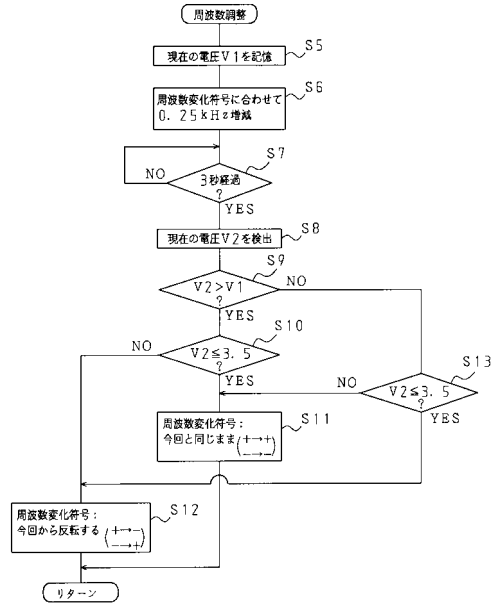 周波数調整
S5
現在の電圧V1を記憶
S6
周波数変化符号に合わせて
0.25kHz増減
S7
NO
3秒経過
?
YES
S8
現在の電圧V2を検出
S9
V2>V1
?
NO
YES
S10
NO
V2≦3.5
?
YES
S13
NO
V2≦3.5
?
YES
S11
周波数変化符号:
今回と同じまま(+→+
−→−)
S12
周波数変化符号:
今回から反転する(+→−
−→+)
リターン